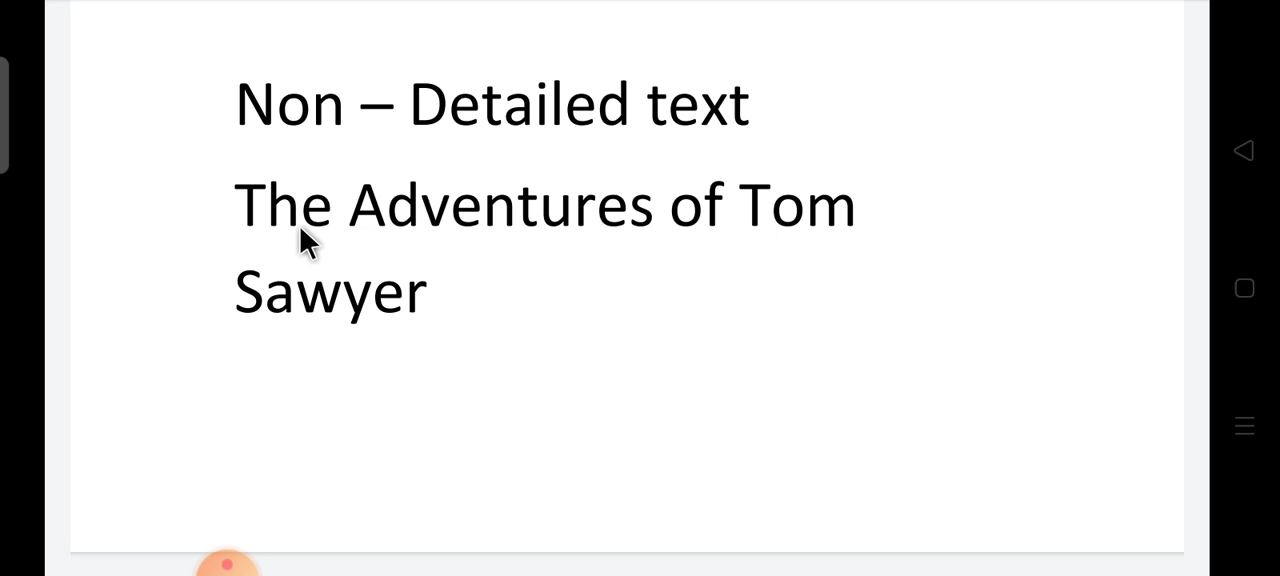 Non – Detailed text
The Adventures of Tom
Sawyer